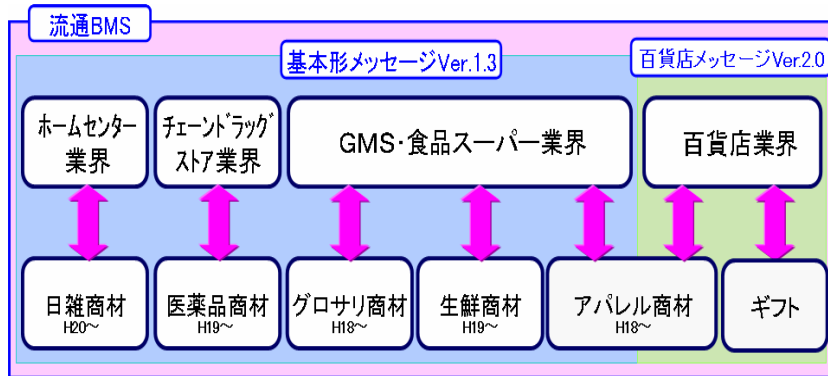 流通BMS
基本形メッセージVer.1.3
百貨店メッセージVer.2.0
ホームセンター
業界
チェーンドラッグ
ストア業界
GMS・食品スーパー業界
百貨店業界
日雑商材
H20～
医薬品商材
H19～
グロサリ商材
H18～
生鮮商材
H19～
アパレル商材
H18～
ギフト